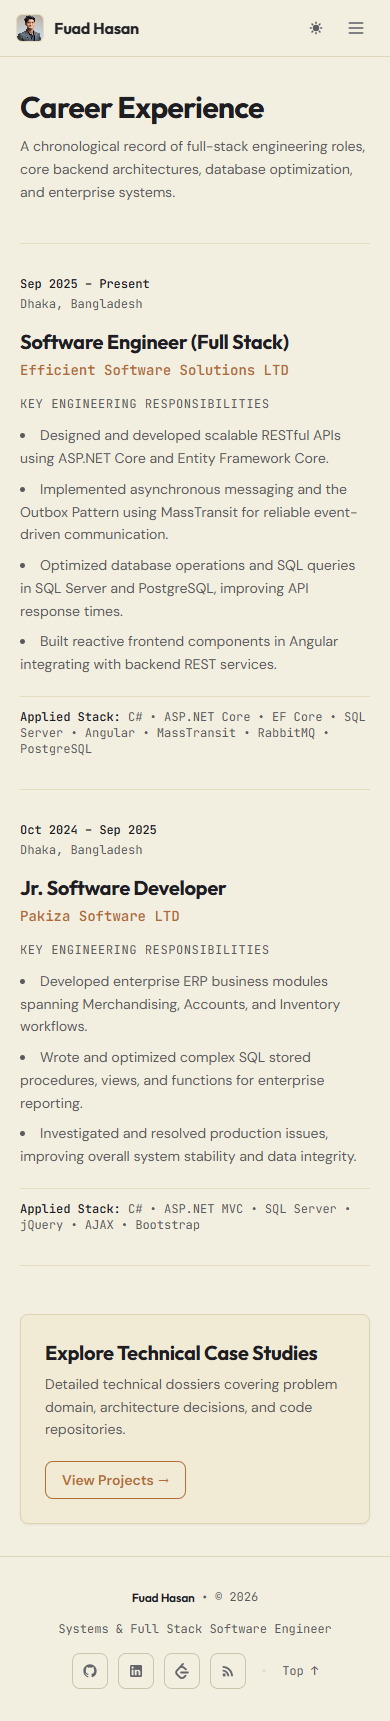 Fuad Hasan
Career Experience
A chronological record of full-stack engineering roles,
core backend architectures, database optimization,
and enterprise systems.
Sep 2025 – Present
Dhaka, Bangladesh
Software Engineer (Full Stack)
Efficient Software Solutions LTD
KEY ENGINEERING RESPONSIBILITIES
• Designed and developed scalable RESTful APIs
using ASP.NET Core and Entity Framework Core.
• Implemented asynchronous messaging and the
Outbox Pattern using MassTransit for reliable event-
driven communication.
• Optimized database operations and SQL queries
in SQL Server and PostgreSQL, improving API
response times.
• Built reactive frontend components in Angular
integrating with backend REST services.
Applied Stack: C# • ASP.NET Core • EF Core • SQL
Server • Angular • MassTransit • RabbitMQ •
PostgreSQL
Oct 2024 – Sep 2025
Dhaka, Bangladesh
Jr. Software Developer
Pakiza Software LTD
KEY ENGINEERING RESPONSIBILITIES
• Developed enterprise ERP business modules
spanning Merchandising, Accounts, and Inventory
workflows.
• Wrote and optimized complex SQL stored
procedures, views, and functions for enterprise
reporting.
• Investigated and resolved production issues,
improving overall system stability and data integrity.
Applied Stack: C# • ASP.NET MVC • SQL Server •
jQuery • AJAX • Bootstrap
Explore Technical Case Studies
Detailed technical dossiers covering problem
domain, architecture decisions, and code
repositories.
View Projects →
Fuad Hasan • © 2026
Systems & Full Stack Software Engineer
Top ↑